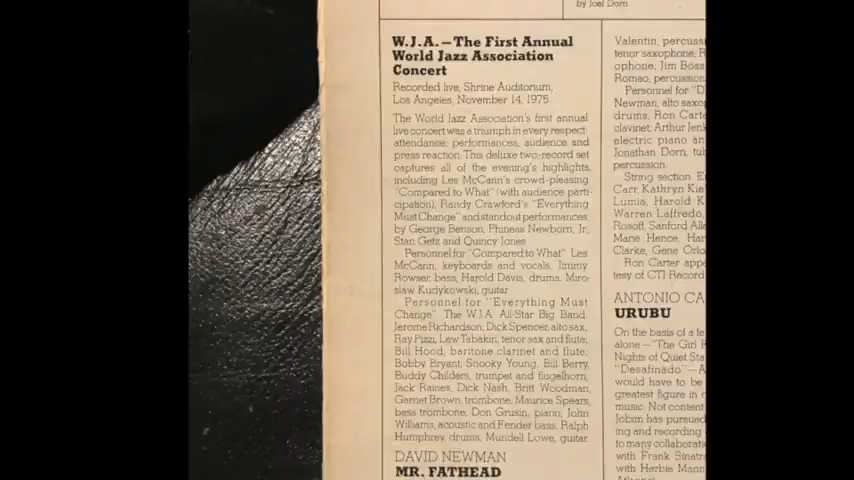 by Joel Dorn
W.J.A. – The First Annual
World Jazz Association
Concert
Recorded live, Shrine Auditorium,
Los Angeles, November 14, 1975
The World Jazz Association's first annual
live concert was a triumph in every respect:
attendance, performances, audience and
press reaction. This deluxe two-record set
captures all of the evening's highlights,
including Les McCann's crowd-pleasing
"Compared to What" (with audience parti-
cipation), Randy Crawford's "Everything
Must Change" and standout performances
by George Benson, Phineas Newborn, Jr.,
Stan Getz and Quincy Jones
Personnel for "Compared to What" Les
McCann, keyboards and vocals, Jimmy
Rowser, bass, Harold Davis, drums. Miro-
slaw Kudykowski, guitar
Personnel for "Everything Must
Change" The W.J.A. All-Star Big Band.
Jerome Richardson, Dick Spencer, alto sax,
Ray Pizzi, Lew Tabakin, tenor sax and flute;
Bill Hood, baritone clarinet and flute,
Bobby Bryant, Snooky Young, Bill Berry,
Buddy Childers, trumpet and flugelhorn,
Jack Raines, Dick Nash, Britt Woodman,
Garnet Brown, trombone, Maurice Spears,
bass trombone, Don Grusin, piano, John
Williams, acoustic and Fender bass. Ralph
Humphrey, drums, Mundell Lowe, guitar
DAVID NEWMAN
MR. FATHEAD
Valentin, percuss
tenor saxophone, R
ophone, Jim Boss
Romao, percussion
Personnel for "D
Newman, alto saxop
drums, Ron Carte
clavinet; Arthur Jenk
electric piano an
Jonathan Dorn, tub
percussion.
String section. E
Carr, Kathryn Kie
Lumia, Harold K
Warren Laffredo,
Rosoff, Sanford Alle
Marie Hence, Har
Clarke, Gene Orlo
Ron Carter appe
tesy of CTI Record
ANTONIO CA
URUBU
On the basis of a fe
alone—"The Girl F
Nights of Quiet Sta
"Desafinado"—A
would have to be
greatest figure in c
music. Not content
Jobim has pursued
ing and recording
to many collaborati
with Frank Sinatra
with Herbie Mann